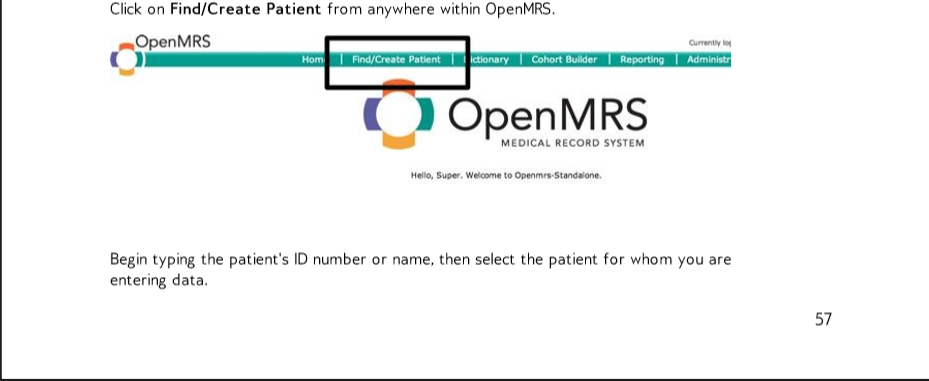 Click on Find/Create Patient from anywhere within OpenMRS.
OpenMRS
Currently log
Hom | Find/Create Patient | ictionary | Cohort Builder | Reporting | Administr
OpenMRS
MEDICAL RECORD SYSTEM
Hello, Super. Welcome to Openmrs-Standalone.
Begin typing the patient's ID number or name, then select the patient for whom you are
entering data.
57